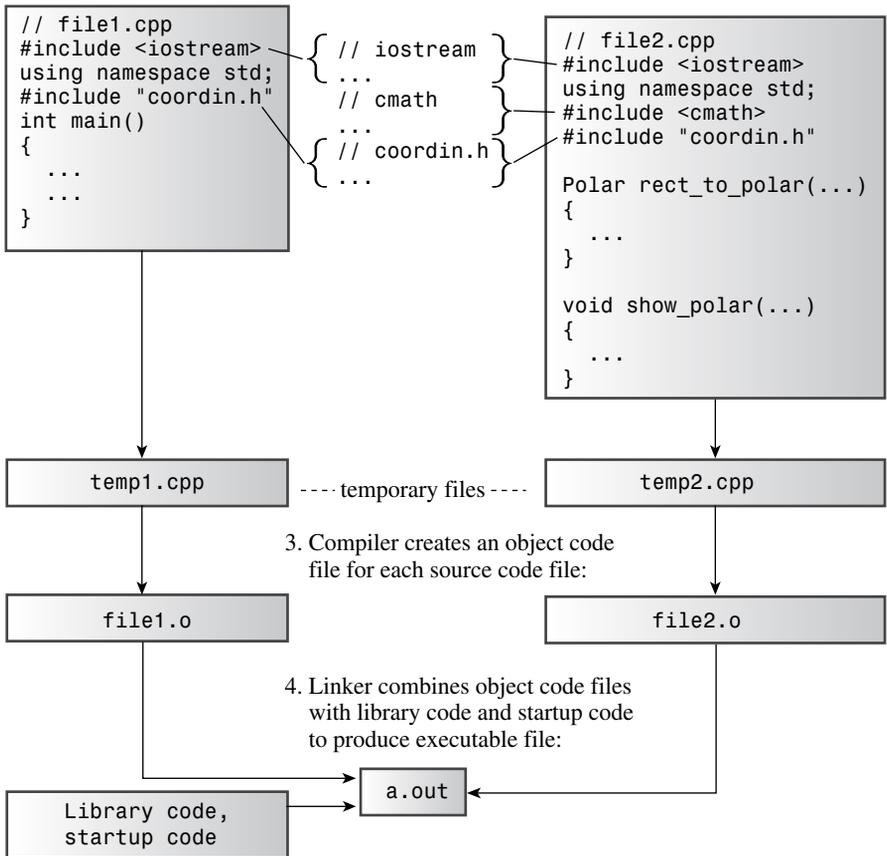 // file1.cpp
#include <iostream>
using namespace std;
#include "coordin.h"
int main()
{
...
...
}
// iostream
...
// cmath
...
// coordin.h
...
// file2.cpp
#include <iostream>
using namespace std;
#include <cmath>
#include "coordin.h"
Polar rect_to_polar(...)
{
...
}
void show_polar(...)
{
...
}
temp1.cpp
temporary files
temp2.cpp
3. Compiler creates an object code
file for each source code file:
file1.o
file2.o
4. Linker combines object code files
with library code and startup code
to produce executable file:
a.out
Library code,
startup code